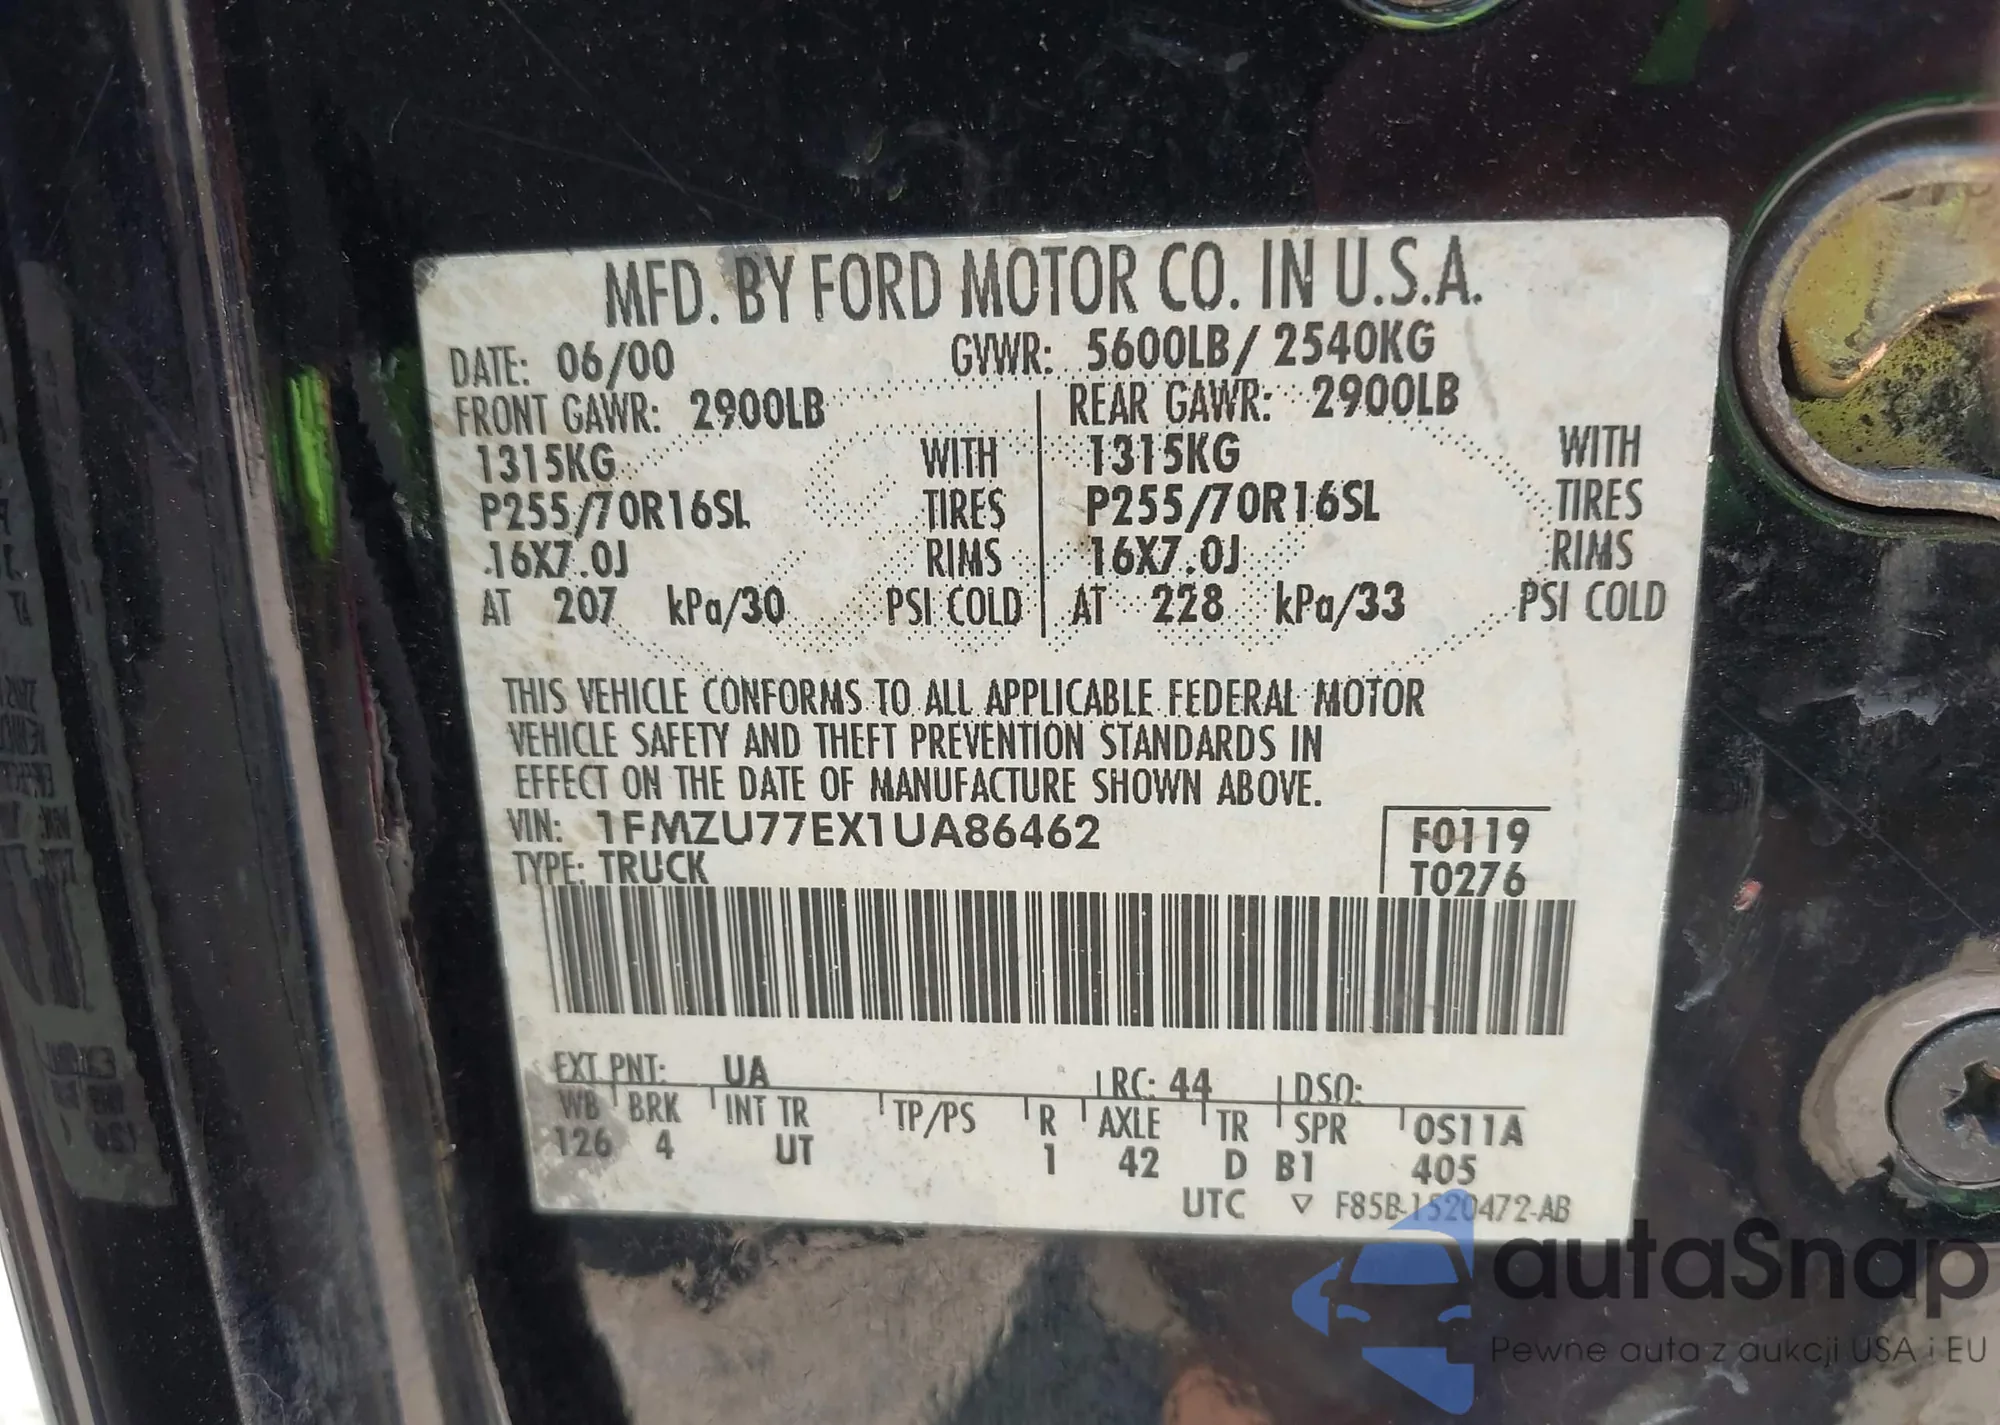 MFD. BY FORD MOTOR CO. IN U.S.A.
DATE: 06/00 GVWR: 5600LB/ 2540KG
FRONT GAWR: 2900LB REAR GAWR: 2900LB
1315KG WITH 1315KG WITH
P255/70R16SL TIRES P255/70R16SL TIRES
16X7.0J RIMS 16X7.0J RIMS
AT 207 kPa/30 PSI COLD AT 228 kPa/33 PSI COLD
THIS VEHICLE CONFORMS TO ALL APPLICABLE FEDERAL MOTOR
VEHICLE SAFETY AND THEFT PREVENTION STANDARDS IN
EFFECT ON THE DATE OF MANUFACTURE SHOWN ABOVE.
VIN: 1FMZU77EX1UA86462 F0119
TYPE: TRUCK T0276
EXT PNT: UA RC: 44 DSO:
WB BRK INT TR TP/PS R AXLE TR SPR 0S11A
126 4 UT 1 42 D B1 405
UTC ▽ F85B-1520472-AB
autaSnap
Pewne auta z aukcji USA i EU